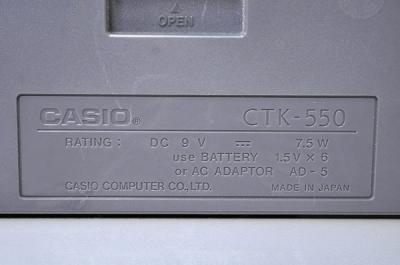 OPEN
CASIO® CTK-550
RATING : DC 9 V ⎓ 7.5 W
use BATTERY 1.5 V × 6
or AC ADAPTOR AD - 5
CASIO COMPUTER CO., LTD. MADE IN JAPAN